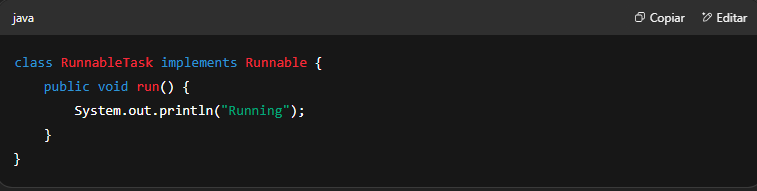 java Copiar Editar
class RunnableTask implements Runnable {
    public void run() {
        System.out.println("Running");
    }
}